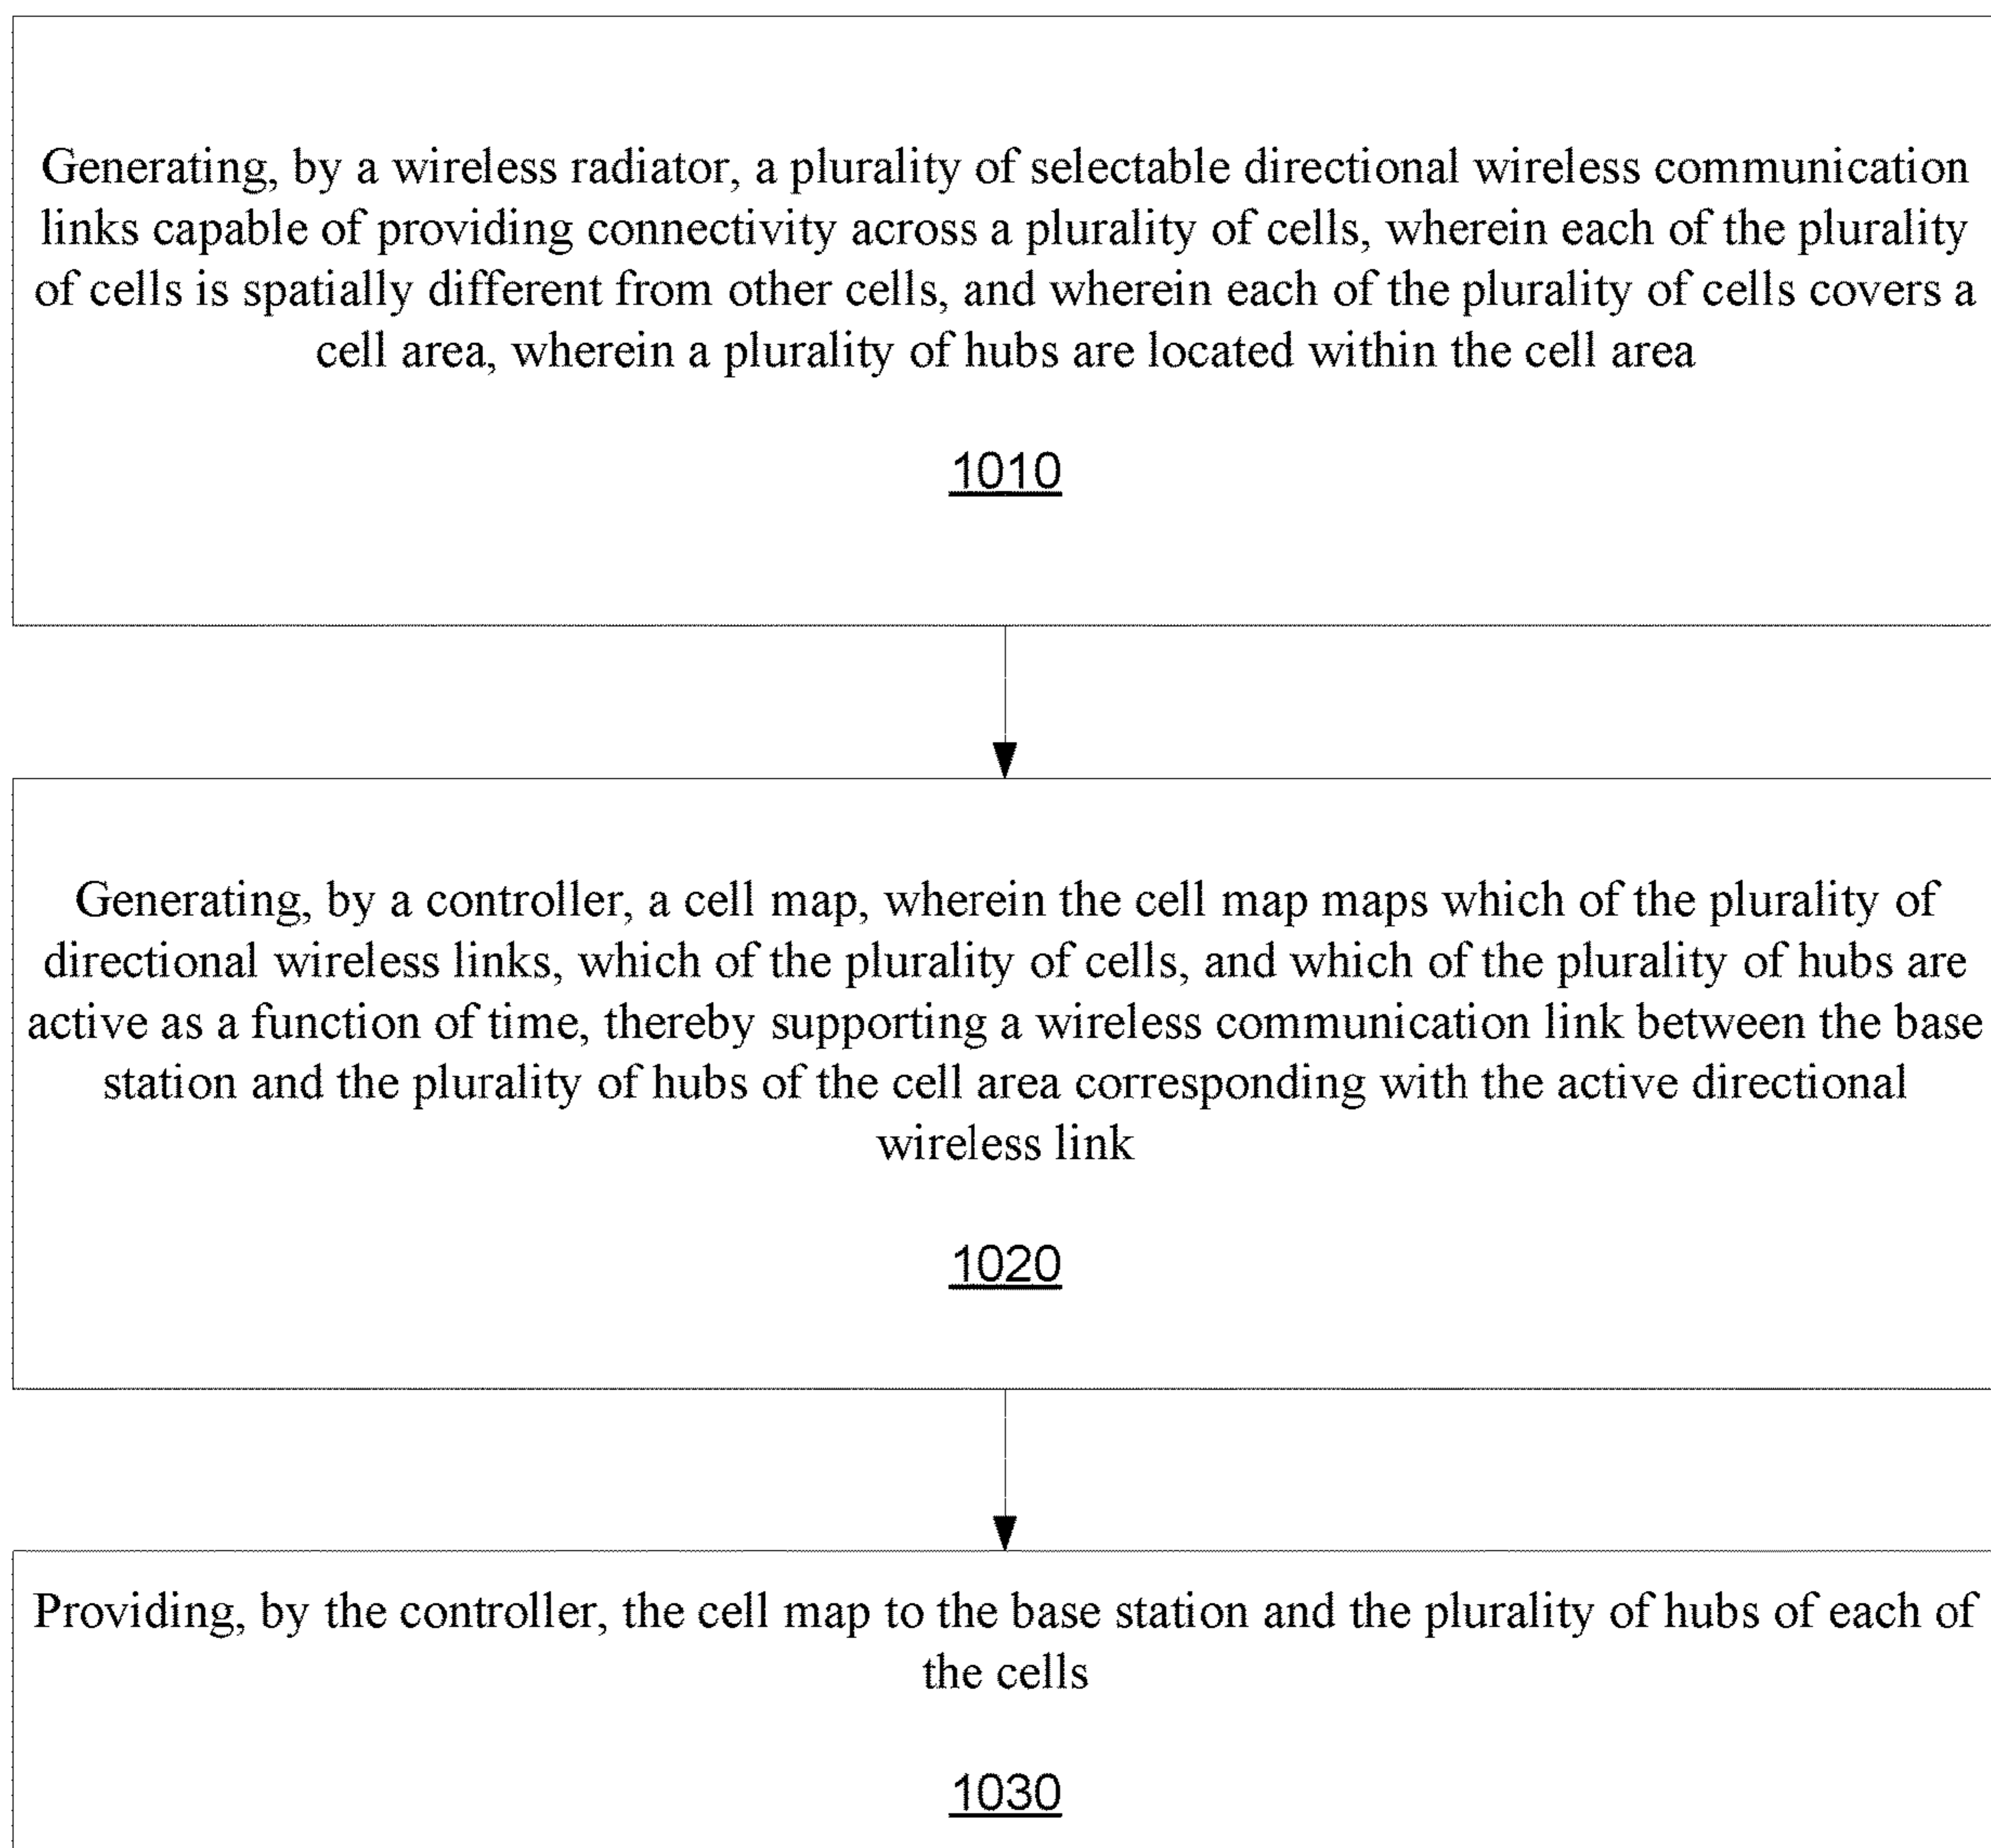 Generating, by a wireless radiator, a plurality of selectable directional wireless communication
links capable of providing connectivity across a plurality of cells, wherein each of the plurality
of cells is spatially different from other cells, and wherein each of the plurality of cells covers a
cell area, wherein a plurality of hubs are located within the cell area
1010
Generating, by a controller, a cell map, wherein the cell map maps which of the plurality of
directional wireless links, which of the plurality of cells, and which of the plurality of hubs are
active as a function of time, thereby supporting a wireless communication link between the base
station and the plurality of hubs of the cell area corresponding with the active directional
wireless link
1020
Providing, by the controller, the cell map to the base station and the plurality of hubs of each of
the cells
1030